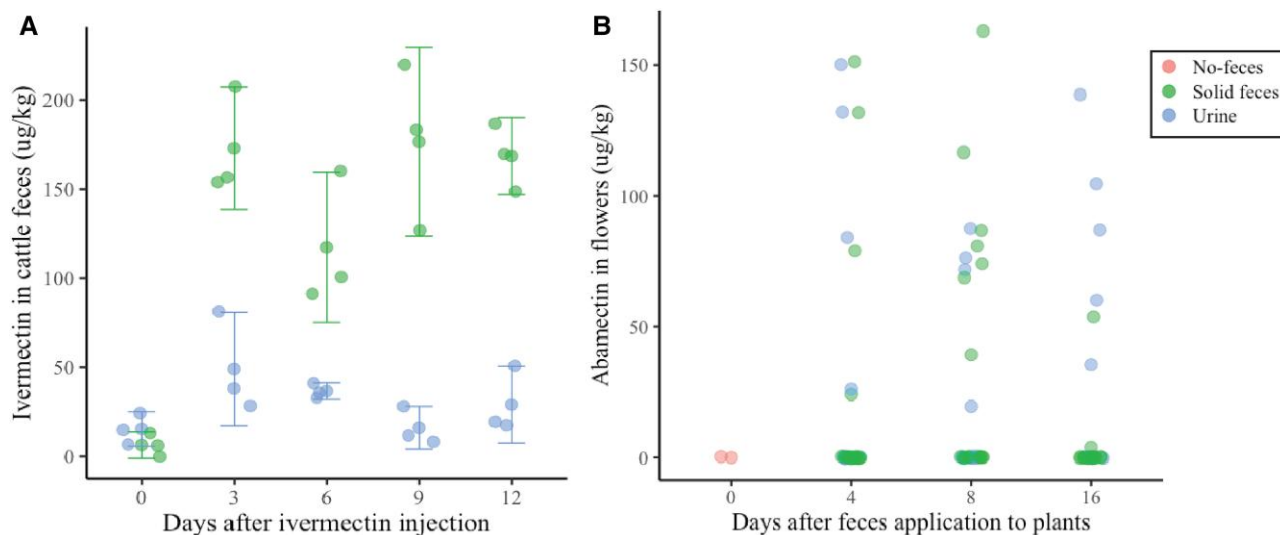 A
Ivermectin in cattle feces (ug/kg)
200
150
100
50
0
0 3 6 9 12
Days after ivermectin injection
B
Abamectin in flowers (ug/kg)
150
100
50
0
0 4 8 16
Days after feces application to plants
No-feces
Solid feces
Urine